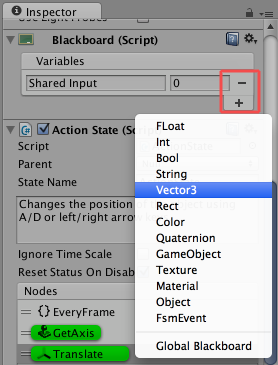 Inspector
Use Light Probes
Blackboard (Script)
Variables
Shared Input 0
Action State (Script)
Script
Parent
State Name
Changes the position of
A/D or left/right arrow
Ignore Time Scale
Reset Status On Disab
Nodes
EveryFrame
GetAxis
Translate
FLoat
Int
Bool
String
Vector3
Rect
Color
Quaternion
GameObject
Texture
Material
Object
FsmEvent
Global Blackboard